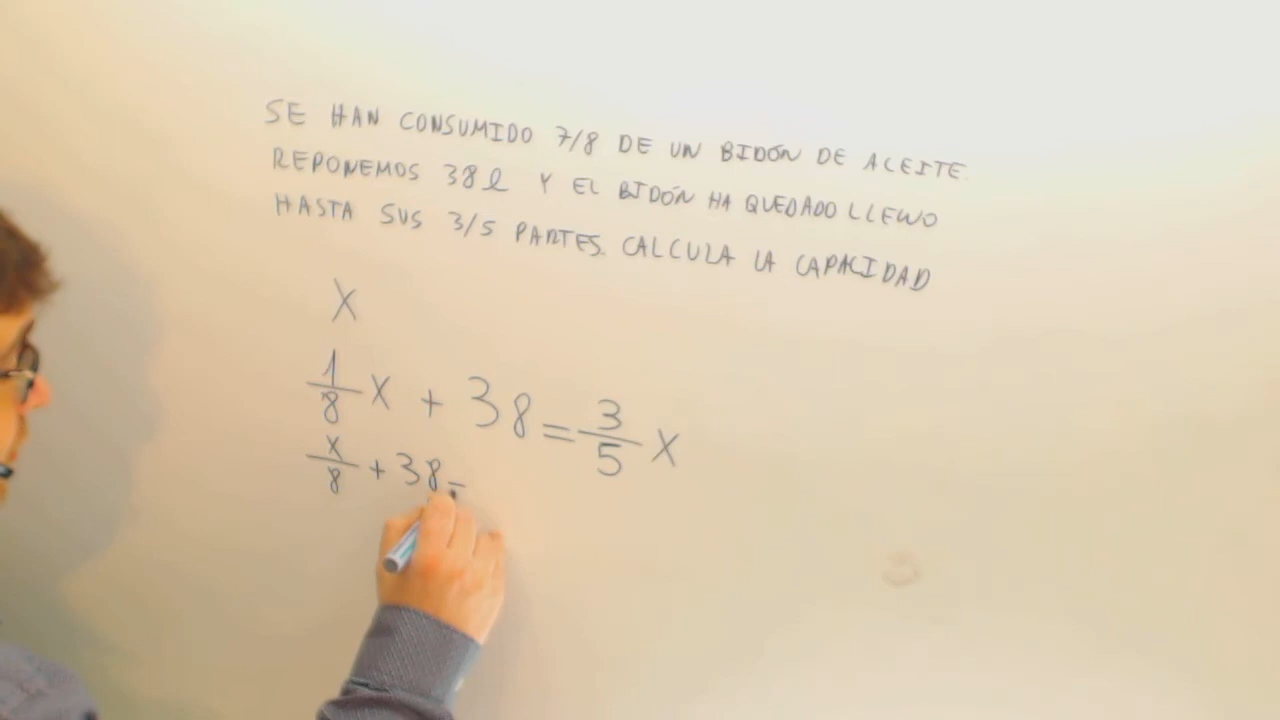 SE HAN CONSUMIDO 7/8 DE UN BIDÓN DE ACEITE.
REPONEMOS 38l Y EL BIDÓN HA QUEDADO LLENO
HASTA SUS 3/5 PARTES. CALCULA LA CAPACIDAD
X
1/8 X + 38 = 3/5 X
x/8 + 38 =